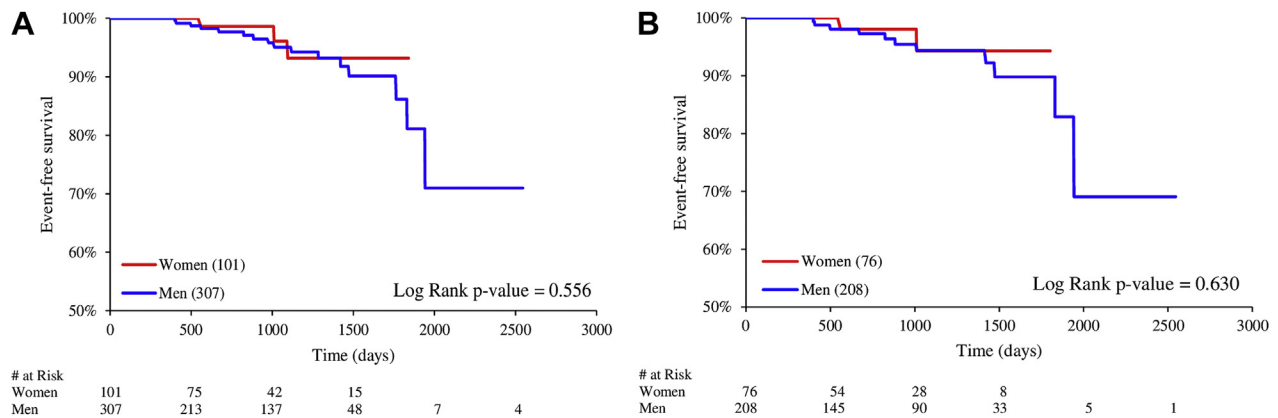 A
Event-free survival
100%
90%
80%
70%
60%
50%
Women (101)
Men (307)
Log Rank p-value = 0.556
0 500 1000 1500 2000 2500 3000
Time (days)
# at Risk
Women 101 75 42 15
Men 307 213 137 48 7 4
B
Event-free survival
100%
90%
80%
70%
60%
50%
Women (76)
Men (208)
Log Rank p-value = 0.630
0 500 1000 1500 2000 2500 3000
Time (days)
# at Risk
Women 76 54 28 8
Men 208 145 90 33 5 1